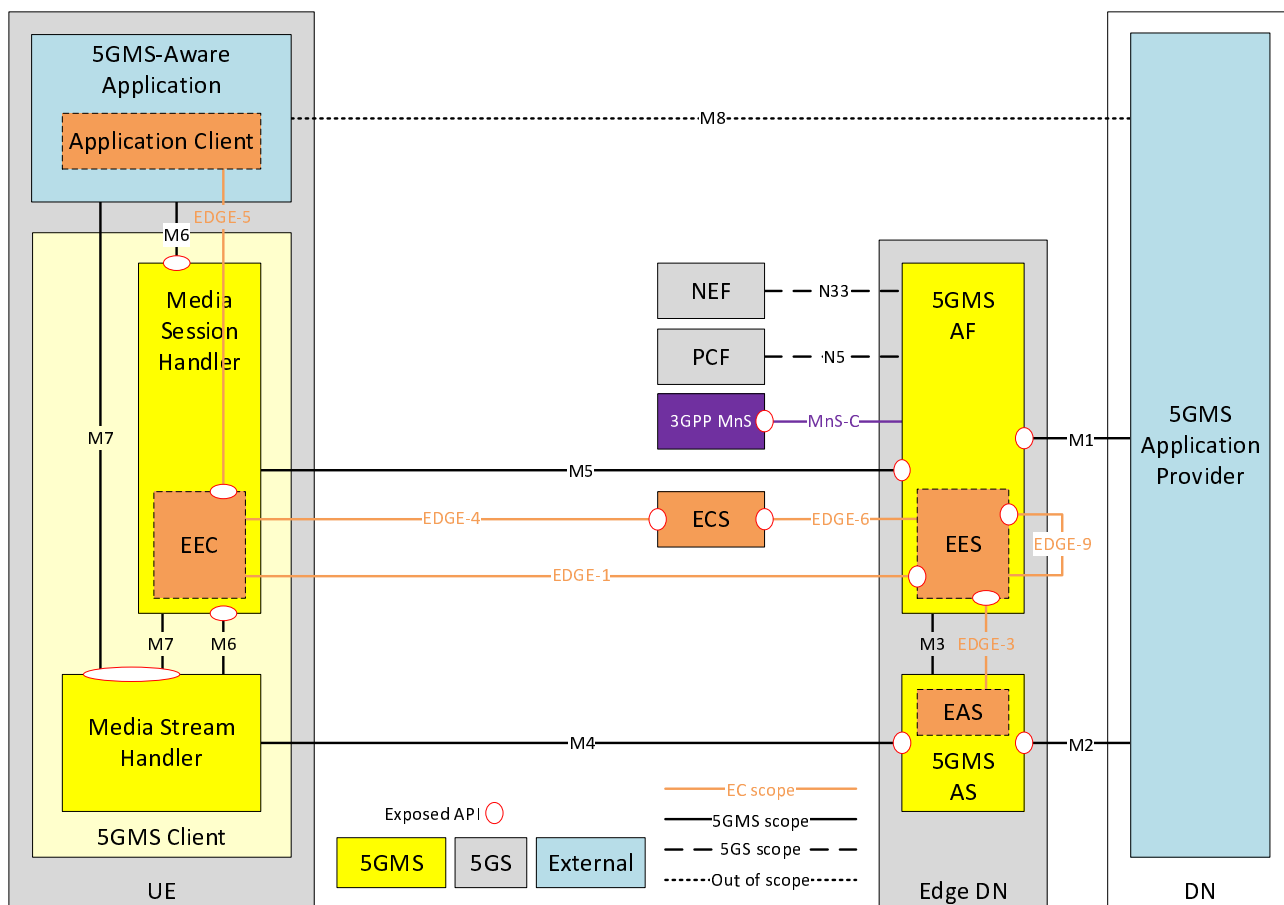 5GMS-Aware
Application
Application Client
M8
EDGE-5
M6
Media
Session
Handler
NEF
N33
5GMS
AF
PCF
N5
3GPP MnS
MnS-C
5GMS
Application
Provider
M7
M1
M5
EEC
EDGE-4
ECS
EDGE-6
EES
EDGE-9
EDGE-1
M7
M6
M3
EDGE-3
Media Stream
Handler
EAS
M4
M2
5GMS
AS
5GMS Client
Exposed API
EC scope
5GMS scope
5GS scope
Out of scope
5GMS
5GS
External
UE
Edge DN
DN